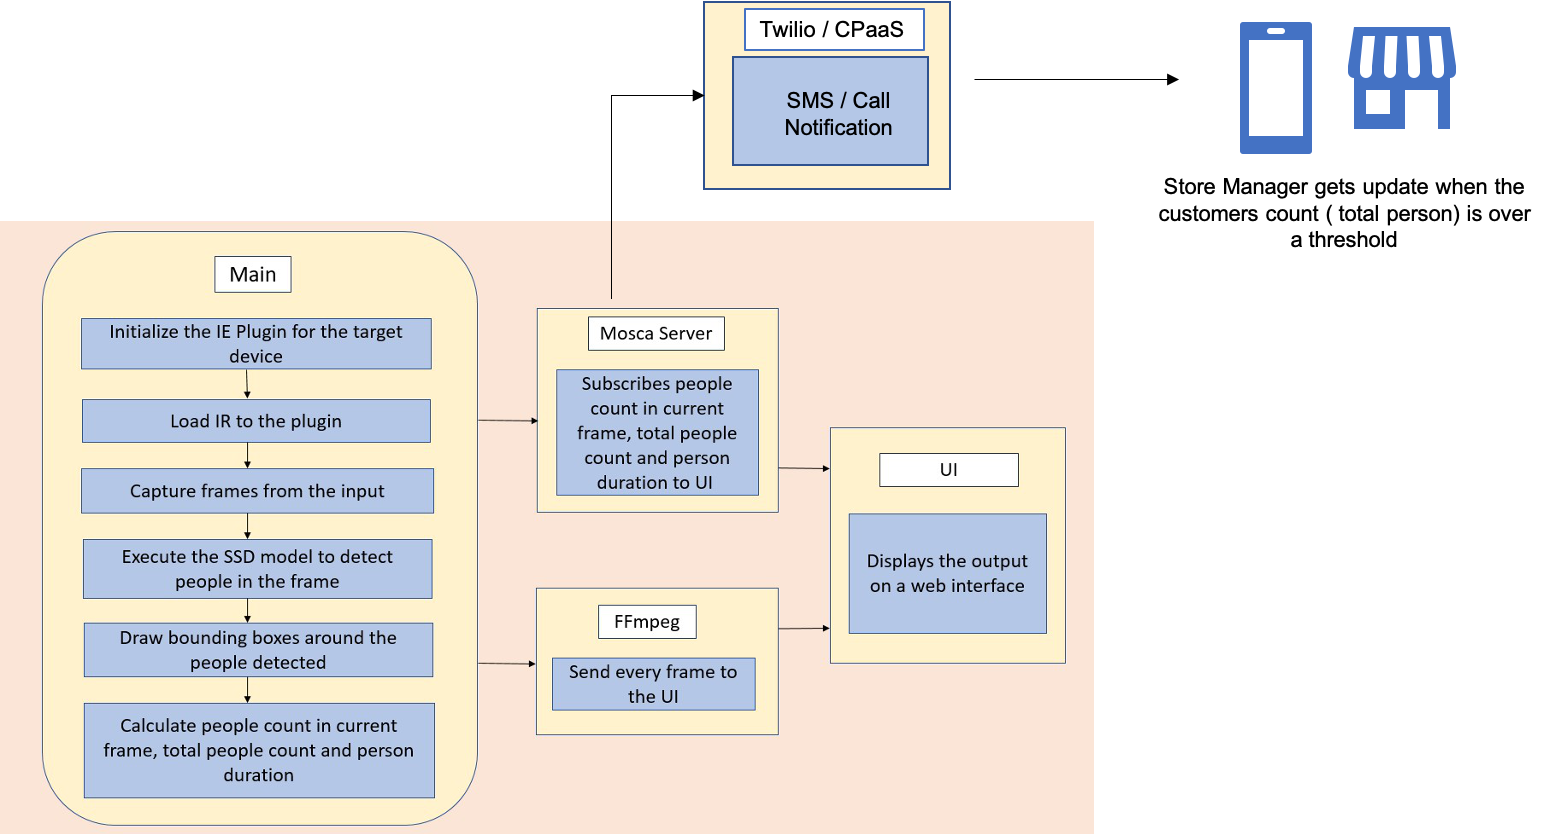 Twilio / CPaaS
SMS / Call
Notification
Store Manager gets update when the
customers count ( total person) is over
a threshold
Main
Initialize the IE Plugin for the target
device
Load IR to the plugin
Capture frames from the input
Execute the SSD model to detect
people in the frame
Draw bounding boxes around the
people detected
Calculate people count in current
frame, total people count and person
duration
Mosca Server
Subscribes people
count in current
frame, total people
count and person
duration to UI
FFmpeg
Send every frame to
the UI
UI
Displays the output
on a web interface